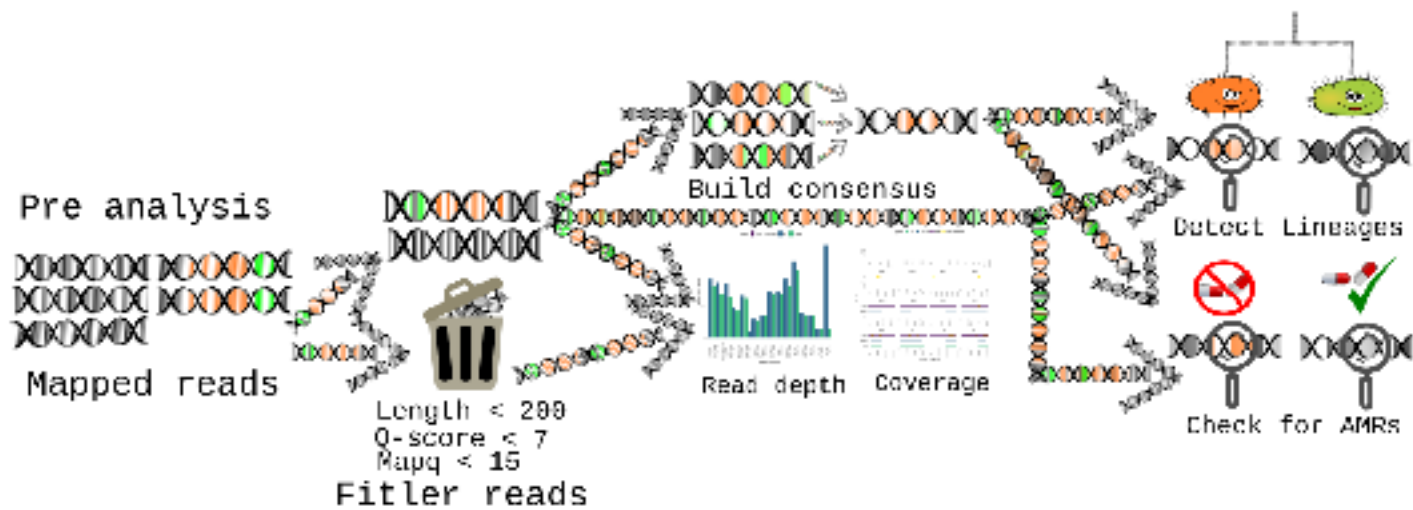 Pre analysis
Mapped reads
Length < 200
Q-score < 7
Mapq < 15
Fitler reads
Build consensus
Read depth
Coverage
Detect Lineages
Check for AMRs